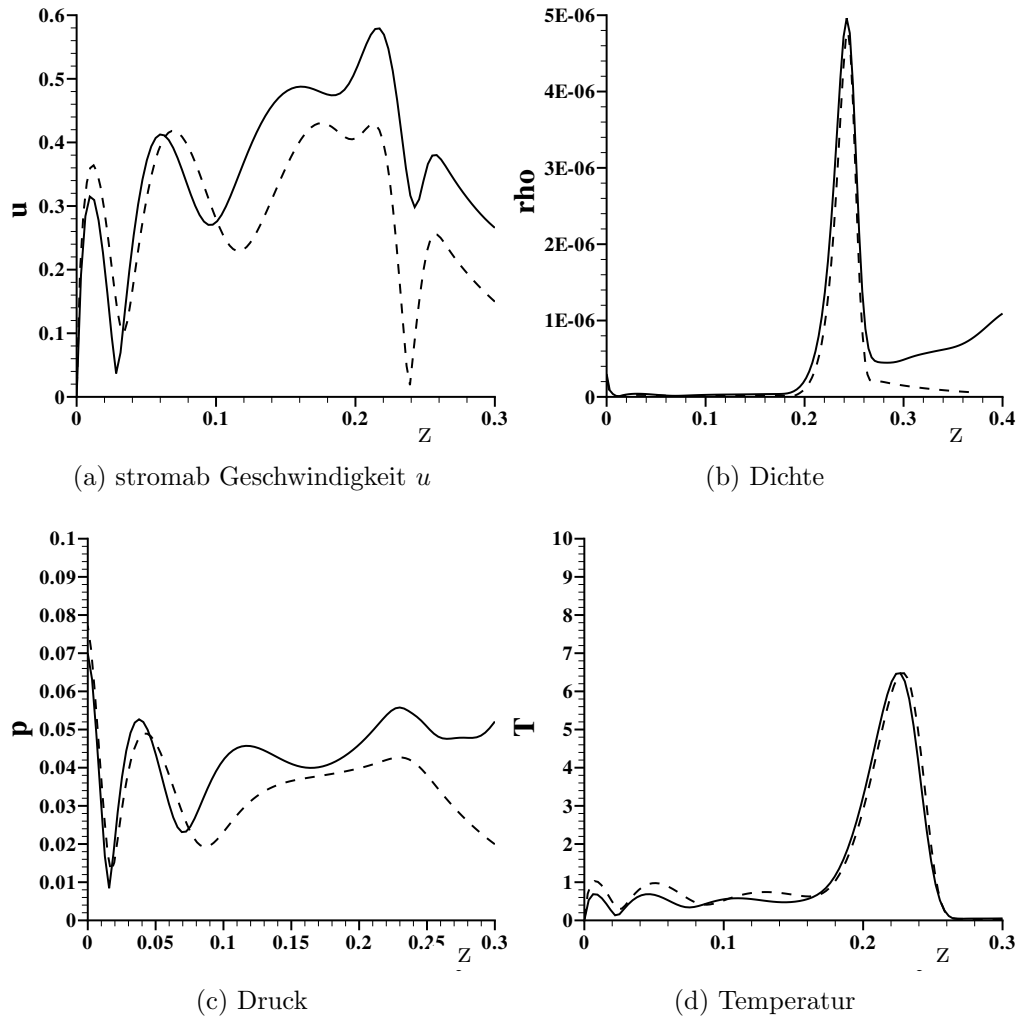 0.6
0.5
0.4
0.3
0.2
0.1
0
u
0 0.1 0.2 0.3
z
(a) stromab Geschwindigkeit u
5E-06
4E-06
3E-06
2E-06
1E-06
0
rho
0 0.1 0.2 0.3 0.4
z
(b) Dichte
0.1
0.09
0.08
0.07
0.06
0.05
0.04
0.03
0.02
0.01
0
p
0 0.05 0.1 0.15 0.2 0.25 0.3
z
(c) Druck
10
9
8
7
6
5
4
3
2
1
0
T
0 0.1 0.2 0.3
z
(d) Temperatur